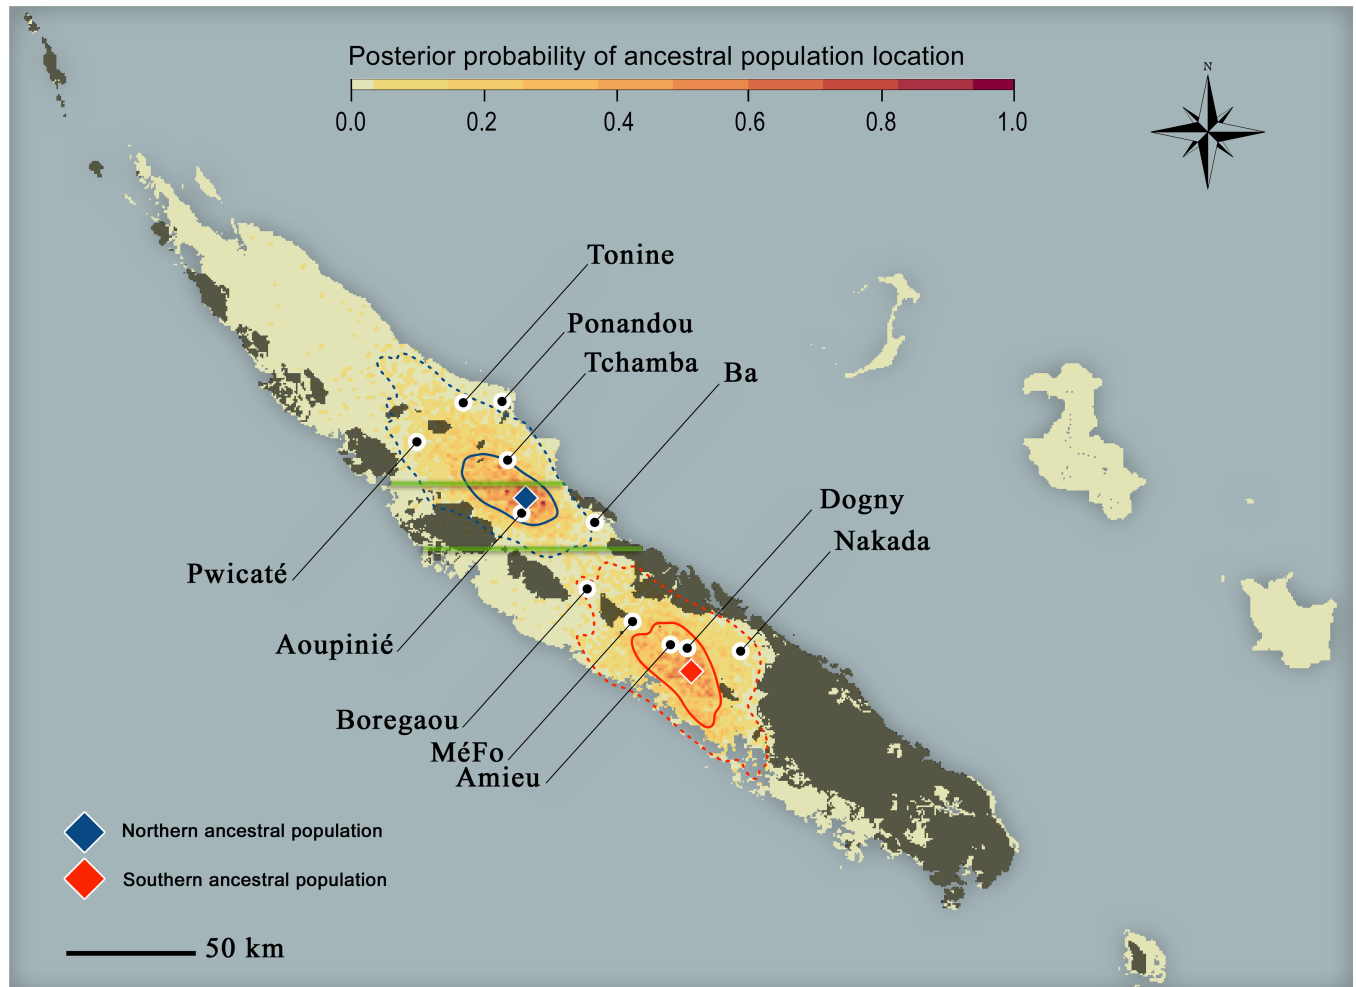 Posterior probability of ancestral population location
0.0 0.2 0.4 0.6 0.8 1.0
N
Tonine
Ponandou
Tchamba
Ba
Dogny
Nakada
Pwicaté
Aoupinié
Boregaou
MéFo
Amieu
Northern ancestral population
Southern ancestral population
50 km